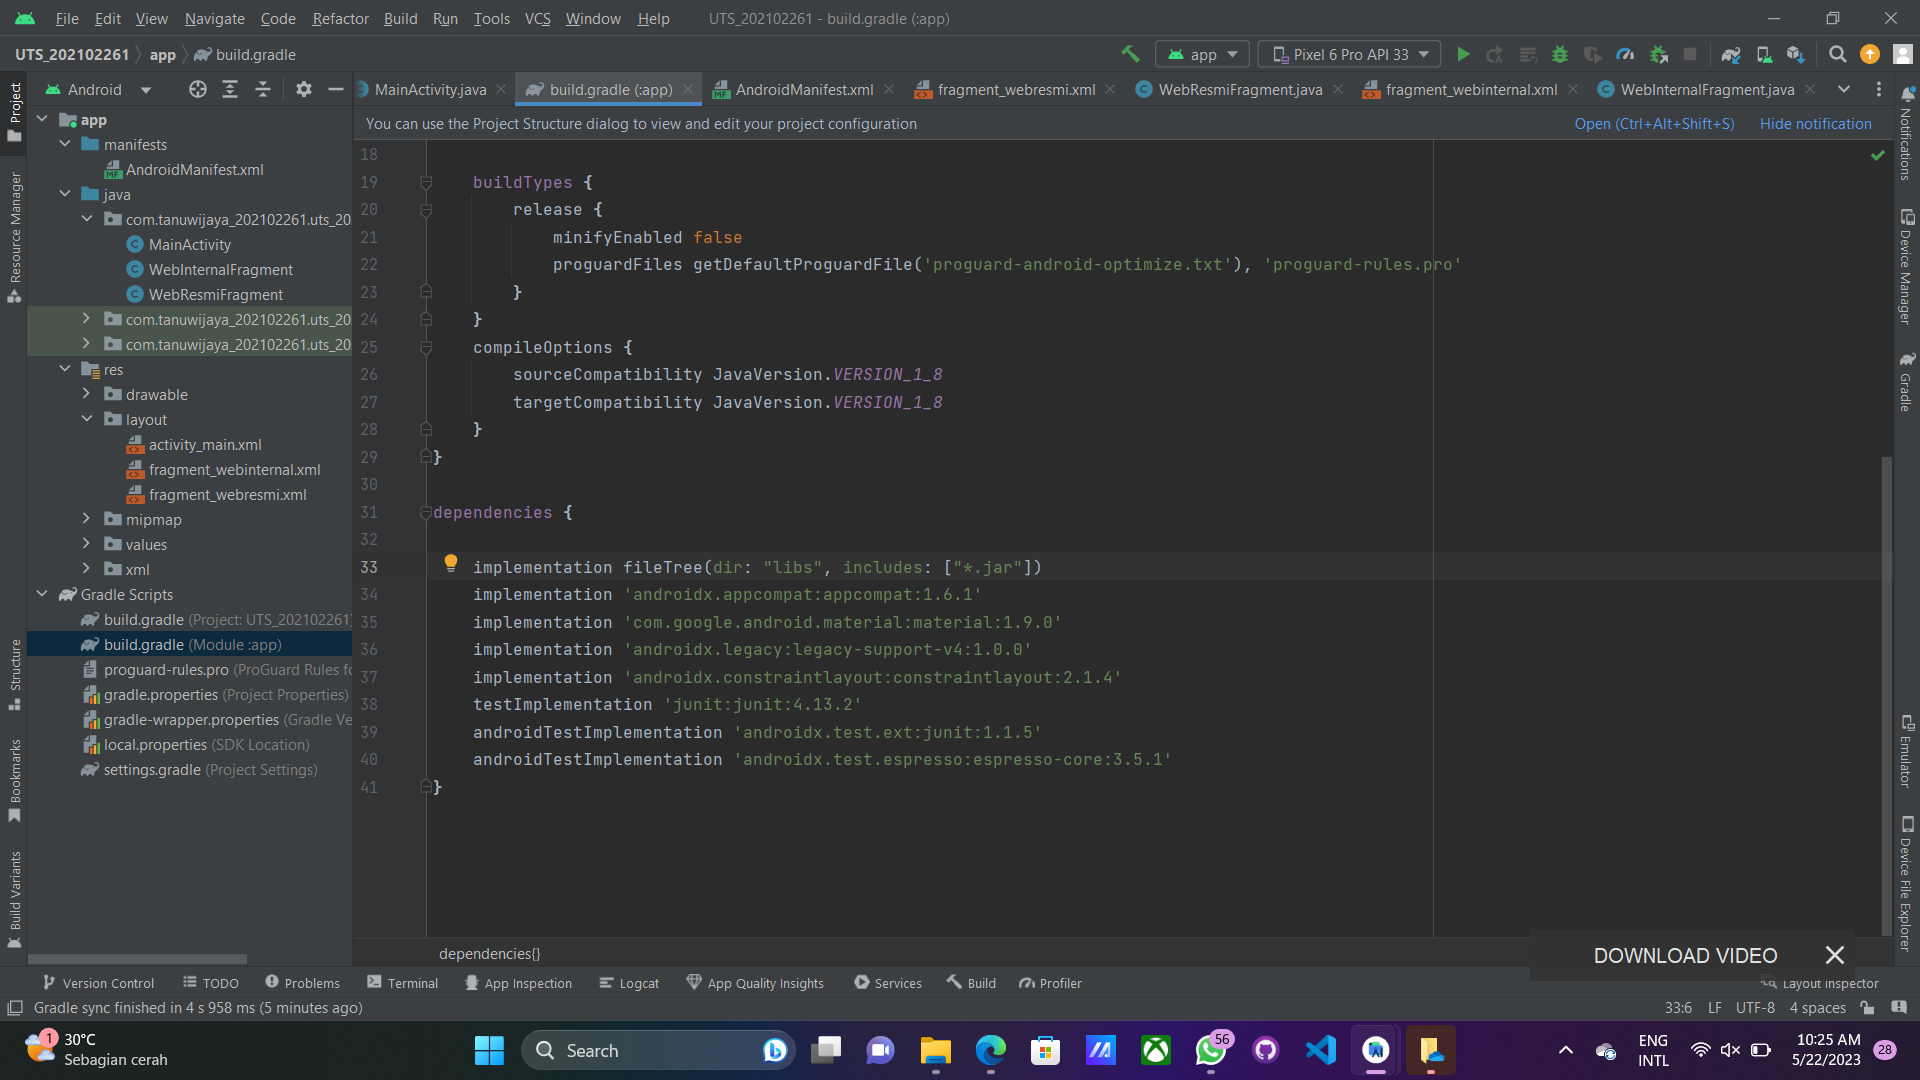 File Edit View Navigate Code Refactor Build Run Tools VCS Window Help UTS_202102261 - build.gradle (:app)
UTS_202102261 app build.gradle app Pixel 6 Pro API 33
Android MainActivity.java build.gradle (:app) AndroidManifest.xml fragment_webresmi.xml WebResmiFragment.java fragment_webinternal.xml WebInternalFragment.java
You can use the Project Structure dialog to view and edit your project configuration Open (Ctrl+Alt+Shift+S) Hide notification
Project
Resource Manager
Structure
Bookmarks
Build Variants
app
manifests
AndroidManifest.xml
java
com.tanuwijaya_202102261.uts_20
MainActivity
WebInternalFragment
WebResmiFragment
com.tanuwijaya_202102261.uts_20
com.tanuwijaya_202102261.uts_20
res
drawable
layout
activity_main.xml
fragment_webinternal.xml
fragment_webresmi.xml
mipmap
values
xml
Gradle Scripts
build.gradle (Project: UTS_202102261)
build.gradle (Module :app)
proguard-rules.pro (ProGuard Rules fo
gradle.properties (Project Properties)
gradle-wrapper.properties (Gradle Ve
local.properties (SDK Location)
settings.gradle (Project Settings)
18
19 buildTypes {
20 release {
21 minifyEnabled false
22 proguardFiles getDefaultProguardFile('proguard-android-optimize.txt'), 'proguard-rules.pro'
23 }
24 }
25 compileOptions {
26 sourceCompatibility JavaVersion.VERSION_1_8
27 targetCompatibility JavaVersion.VERSION_1_8
28 }
29 }
30
31 dependencies {
32
33 implementation fileTree(dir: "libs", includes: ["*.jar"])
34 implementation 'androidx.appcompat:appcompat:1.6.1'
35 implementation 'com.google.android.material:material:1.9.0'
36 implementation 'androidx.legacy:legacy-support-v4:1.0.0'
37 implementation 'androidx.constraintlayout:constraintlayout:2.1.4'
38 testImplementation 'junit:junit:4.13.2'
39 androidTestImplementation 'androidx.test.ext:junit:1.1.5'
40 androidTestImplementation 'androidx.test.espresso:espresso-core:3.5.1'
41 }
dependencies{}
Notifications
Device Manager
Gradle
Emulator
Device File Explorer
DOWNLOAD VIDEO
Version Control TODO Problems Terminal App Inspection Logcat App Quality Insights Services Build Profiler Layout Inspector
Gradle sync finished in 4 s 958 ms (5 minutes ago) 33:6 LF UTF-8 4 spaces
1 30°C
Sebagian cerah
Search
56
ENG
INTL
10:25 AM
5/22/2023
28